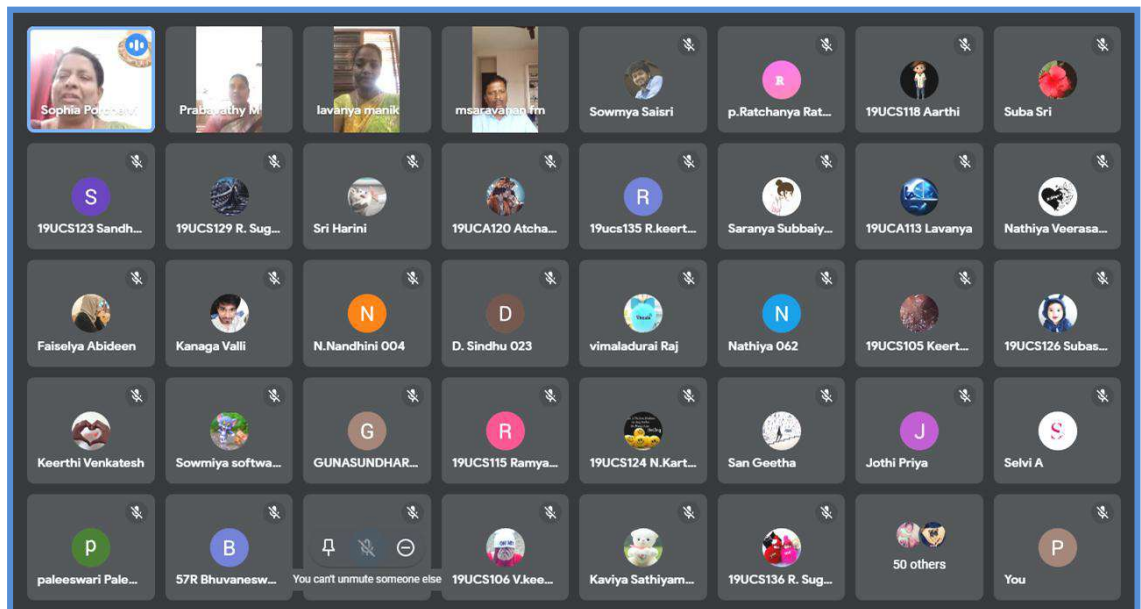 Sophia
Prabavathy M
lavanya manik
msaravanan fm
Sowmya Saisri
R
p.Ratchanya Rat...
19UCS118 Aarthi
Suba Sri
S
19UCS123 Sandh...
19UCS129 R. Sug...
Sri Harini
19UCA120 Atcha...
R
19ucs135 R.keert...
Saranya Subbaiy...
19UCA113 Lavanya
Nathiya Veerasa...
Faiselya Abideen
Kanaga Valli
N
N.Nandhini 004
D
D. Sindhu 023
vimaladurai Raj
N
Nathiya 062
19UCS105 Keert...
19UCS126 Subas...
Keerthi Venkatesh
Sowmiya softwa...
G
GUNASUNDHAR...
R
19UCS115 Ramya...
19UCS124 N.Kart...
San Geetha
J
Jothi Priya
S
Selvi A
p
paleeswari Pale...
B
57R Bhuvanesw...
You can't unmute someone else
19UCS106 V.kee...
Kaviya Sathiyam...
19UCS136 R. Sug...
50 others
P
You